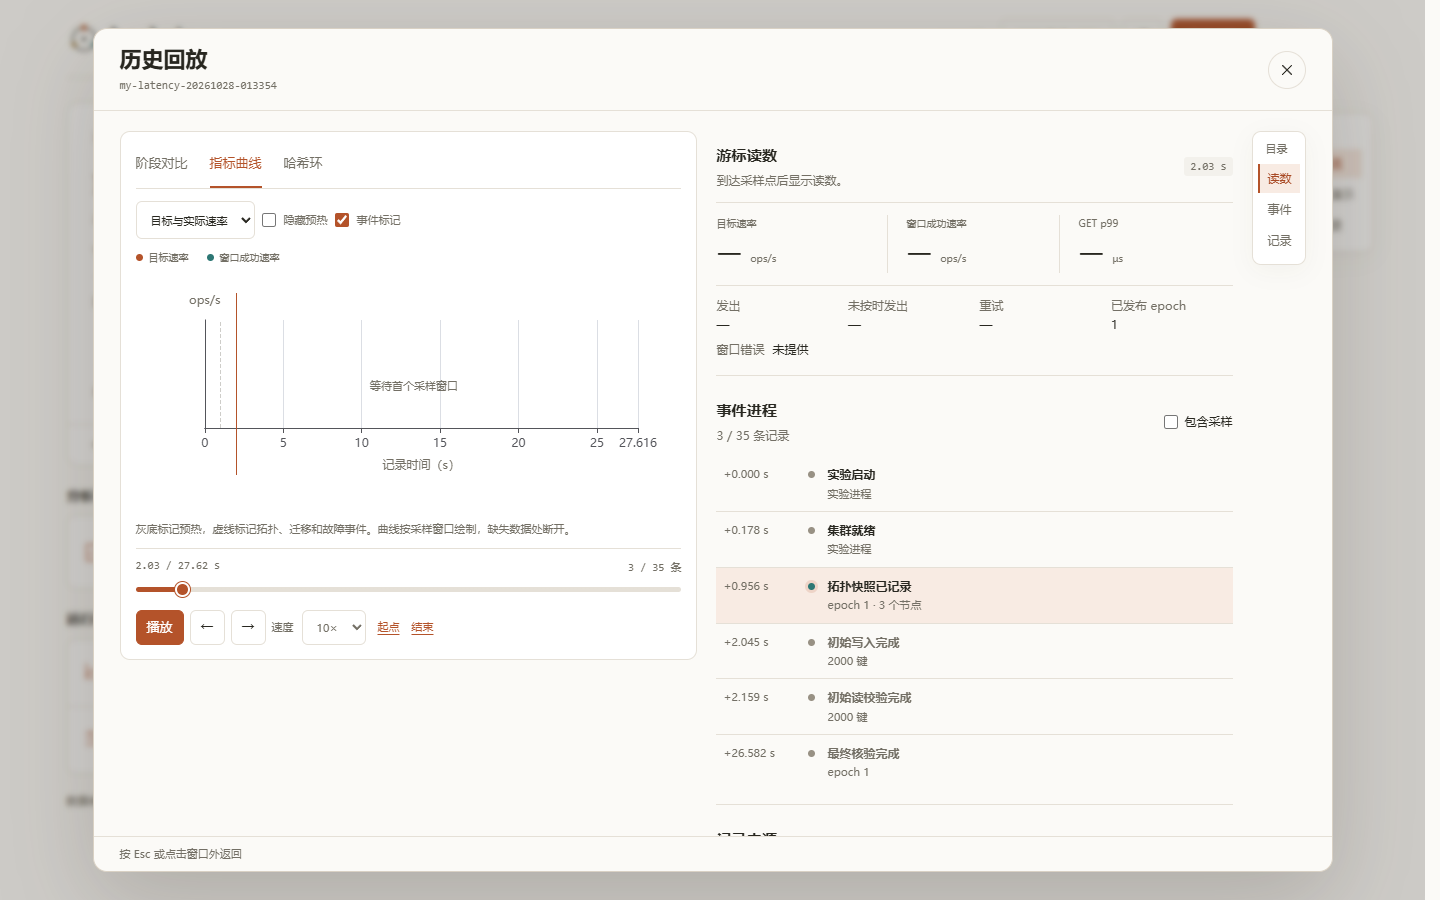 历史回放
my-latency-20261028-013354
阶段对比 指标曲线 哈希环
目标与实际速率 隐藏预热 事件标记
目标速率 窗口成功速率
ops/s
等待首个采样窗口
0 5 10 15 20 25 27.616
记录时间（s）
灰底标记预热，虚线标记拓扑、迁移和故障事件。曲线按采样窗口绘制，缺失数据处断开。
2.03 / 27.62 s 3 / 35 条
播放 ← → 速度 10× 起点 结束
游标读数
到达采样点后显示读数。
2.03 s
目标速率 窗口成功速率 GET p99
— ops/s — ops/s — µs
发出 未按时发出 重试 已发布 epoch
— — — 1
窗口错误 未提供
事件进程
3 / 35 条记录
包含采样
+0.000 s 实验启动
实验进程
+0.178 s 集群就绪
实验进程
+0.956 s 拓扑快照已记录
epoch 1 · 3 个节点
+2.045 s 初始写入完成
2000 键
+2.159 s 初始读校验完成
2000 键
+26.582 s 最终核验完成
epoch 1
目录
读数
事件
记录
按 Esc 或点击窗口外返回